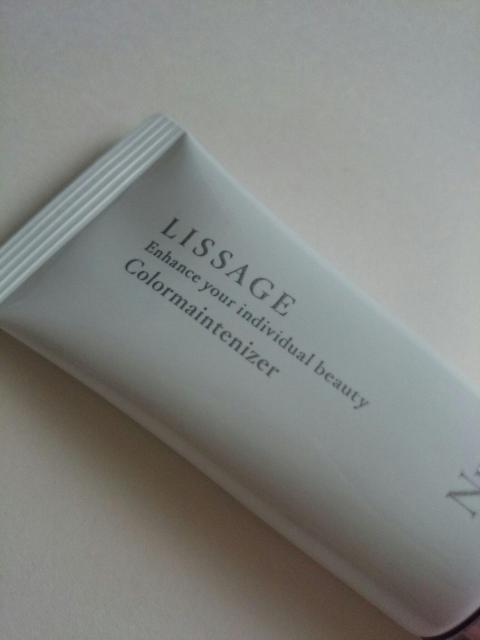 LISSAGE
Enhance your individual beauty
Colormaintenizer